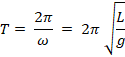 T = 2π/ω = 2π √(L/g)